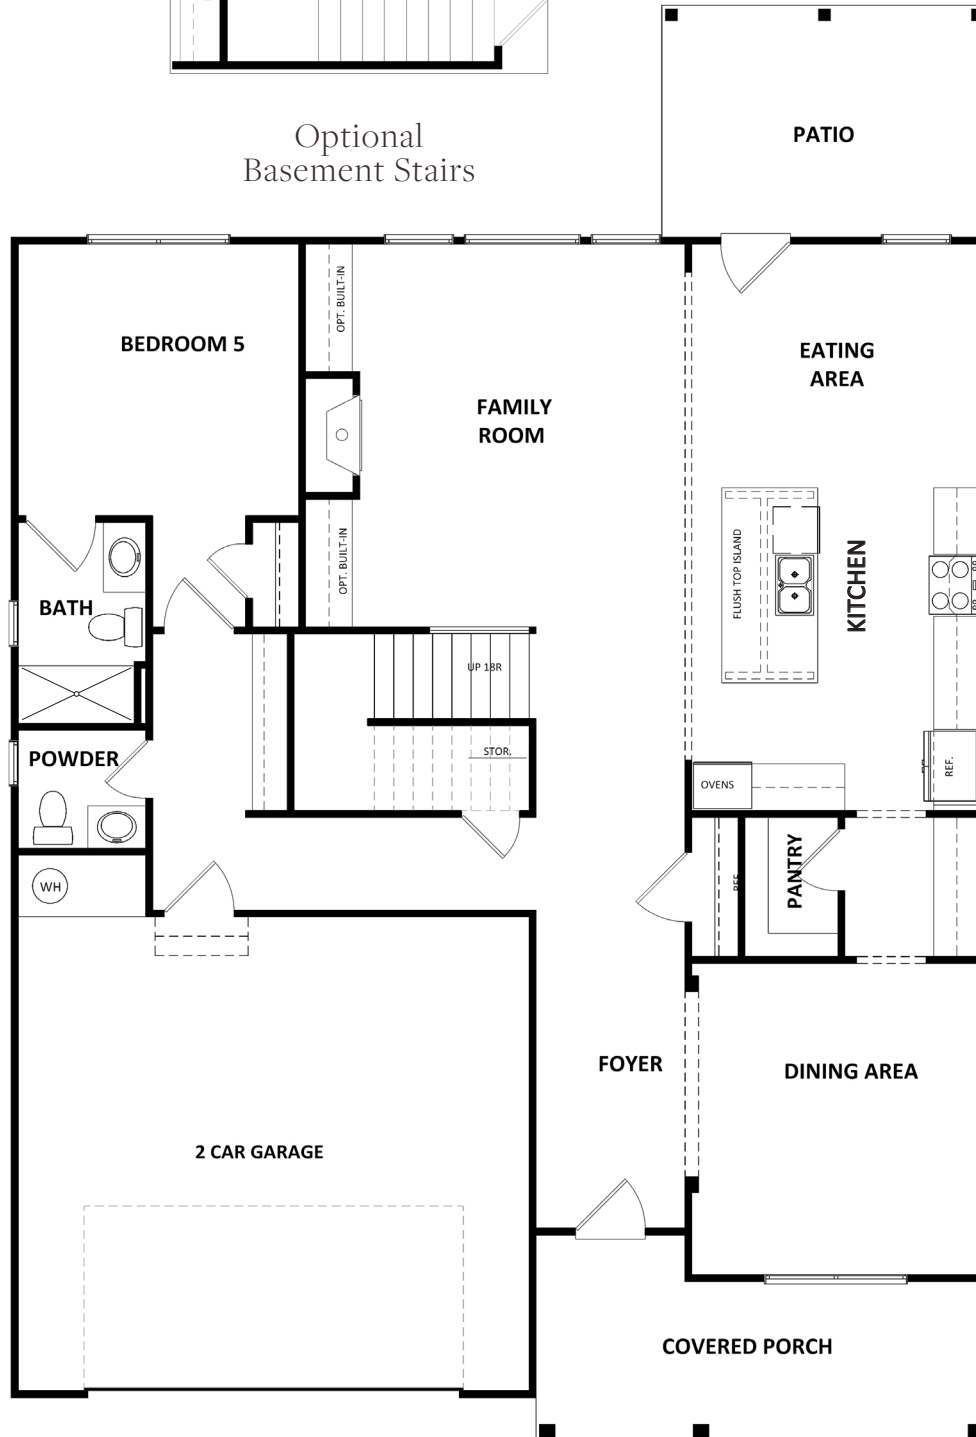 Optional
Basement Stairs
PATIO
OPT. BUILT-IN
BEDROOM 5
EATING
AREA
FAMILY
ROOM
OPT. BUILT-IN
FLUSH TOP ISLAND
KITCHEN
BATH
UP 18R
STOR.
POWDER
OVENS
REF.
WH
PANTRY
FOYER
DINING AREA
2 CAR GARAGE
COVERED PORCH